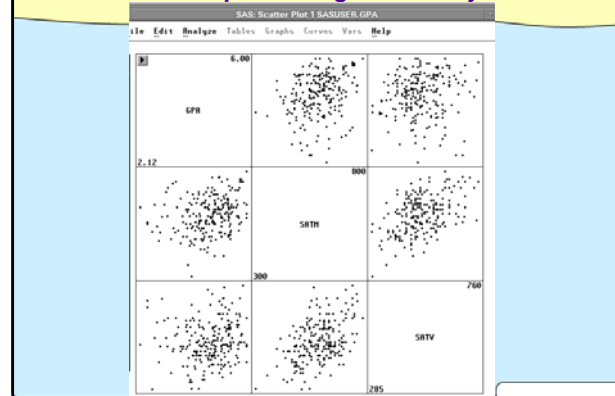 SAS: Scatter Plot 1 SASUSER.GPA
ile Edit Analyze Tables Graphs Curves Vars Help
6.00
GPA
2.12
800
SATM
300
760
SATV
285